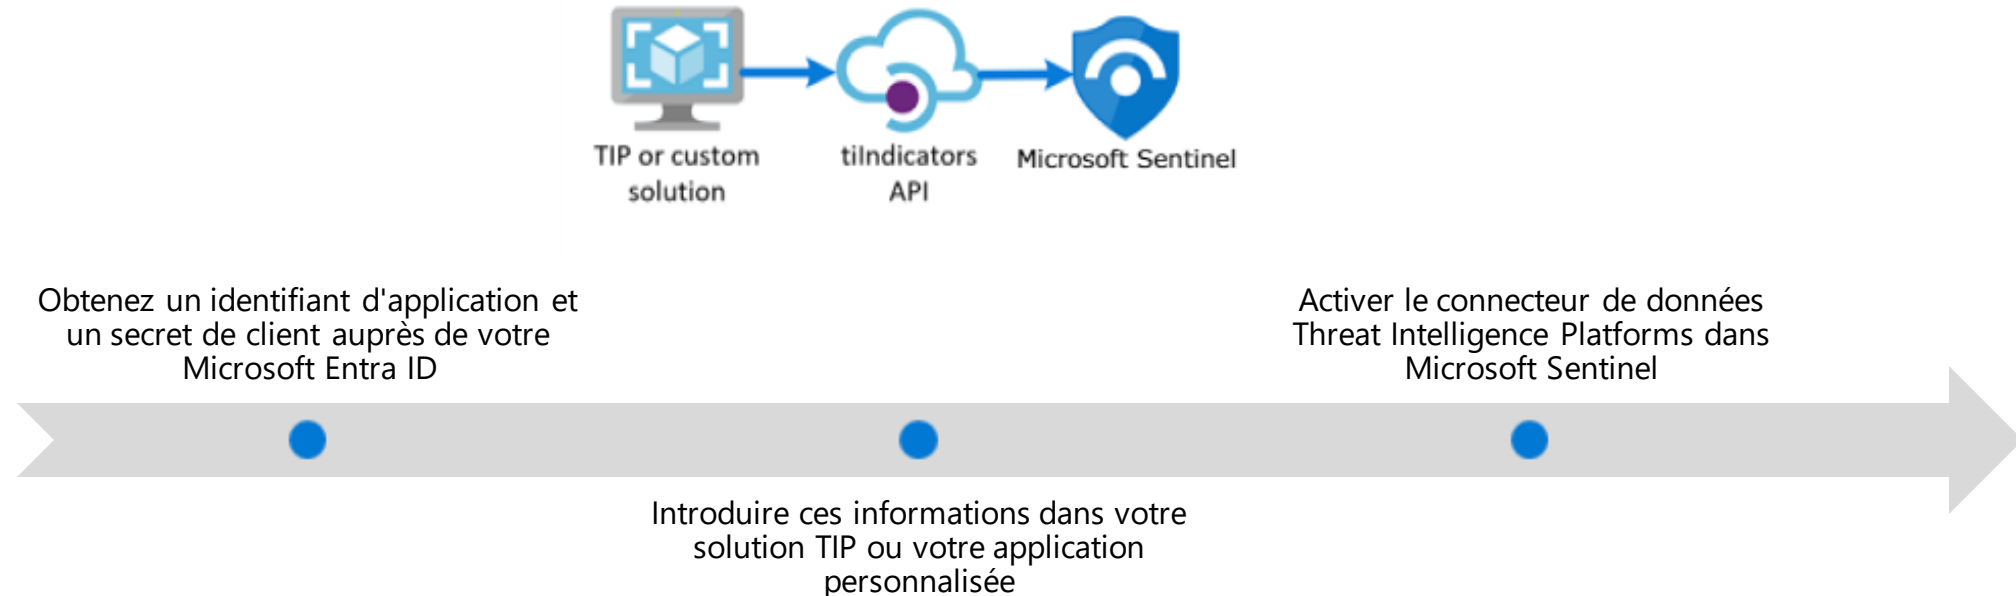 TIP or custom
solution
tiIndicators
API
Microsoft Sentinel
Obtenez un identifiant d'application et
un secret de client auprès de votre
Microsoft Entra ID
Activer le connecteur de données
Threat Intelligence Platforms dans
Microsoft Sentinel
Introduire ces informations dans votre
solution TIP ou votre application
personnalisée